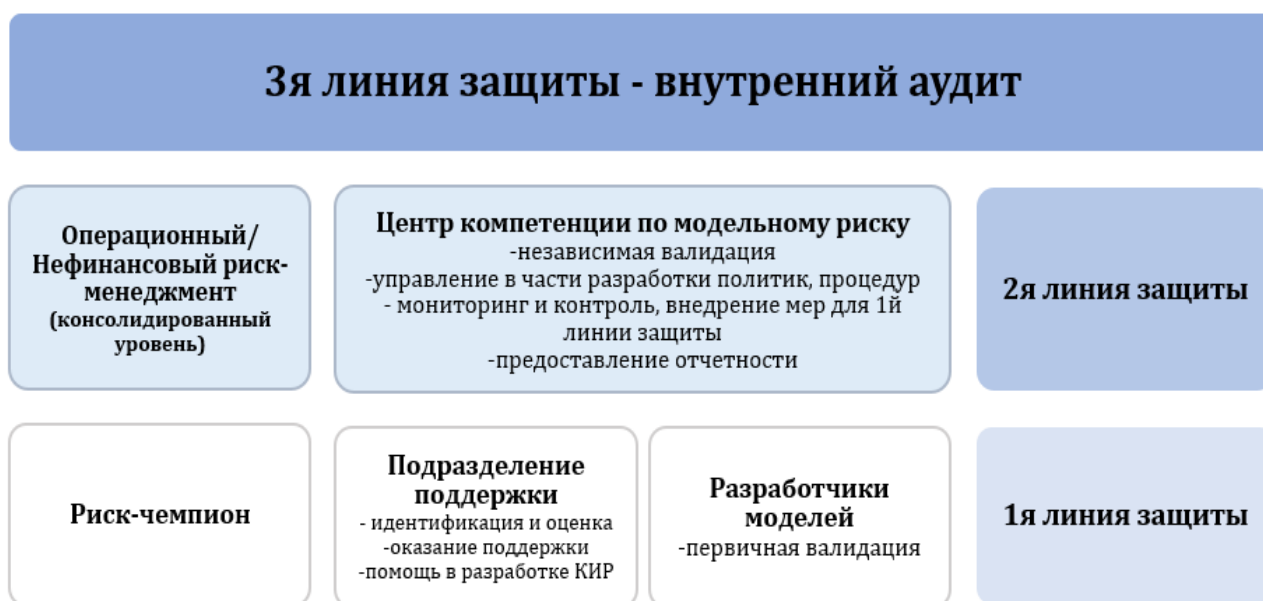 3я линия защиты - внутренний аудит
Операционный/
Нефинансовый риск-
менеджмент
(консолидированный
уровень)
Центр компетенции по модельному риску
-независимая валидация
-управление в части разработки политик, процедур
- мониторинг и контроль, внедрение мер для 1й
линии защиты
-предоставление отчетности
2я линия защиты
Риск-чемпион
Подразделение
поддержки
- идентификация и оценка
-оказание поддержки
-помощь в разработке КИР
Разработчики
моделей
-первичная валидация
1я линия защиты